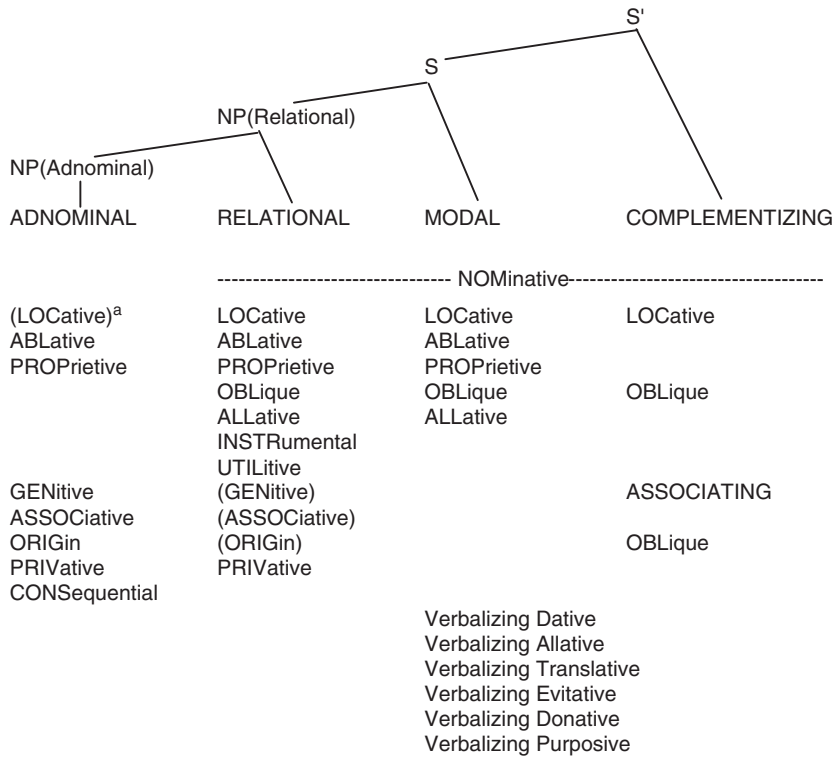 S'
S
NP(Relational)
NP(Adnominal)
ADNOMINAL RELATIONAL MODAL COMPLEMENTIZING
--------------------------------- NOMinative------------------------------------
(LOCative)a LOCative LOCative LOCative
ABLative ABLative ABLative
PROPrietive PROPrietive PROPrietive
OBLique OBLique OBLique
ALLative ALLative
INSTRumental
UTILitive
GENitive (GENitive) ASSOCIATING
ASSOCiative (ASSOCiative)
ORIGin (ORIGin) OBLique
PRIVative PRIVative
CONSequential
Verbalizing Dative
Verbalizing Allative
Verbalizing Translative
Verbalizing Evitative
Verbalizing Donative
Verbalizing Purposive